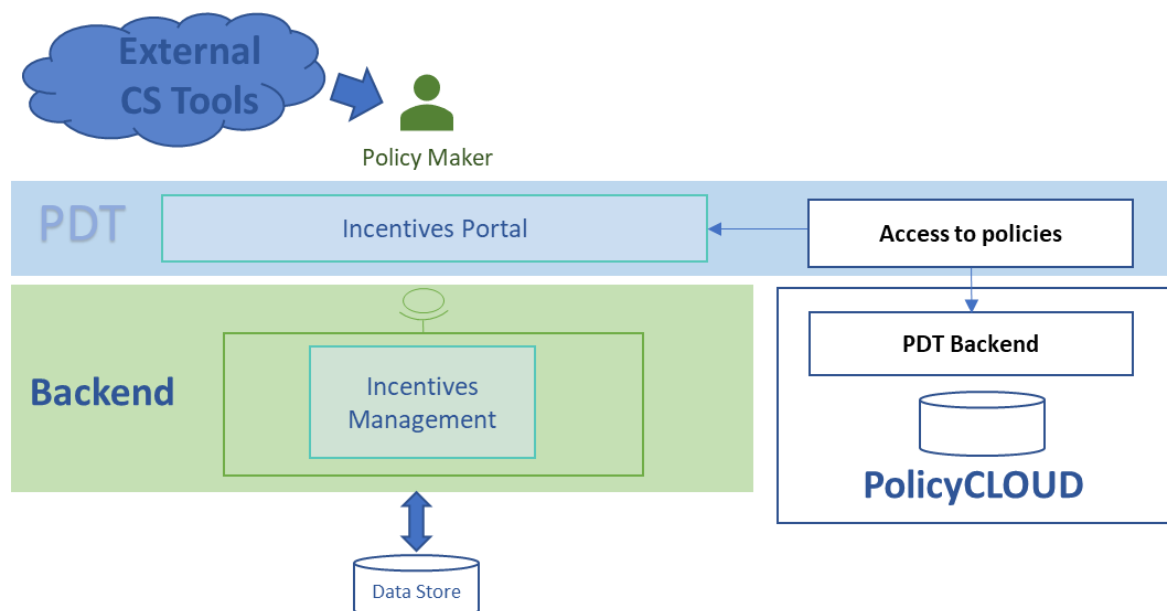 External
CS Tools
Policy Maker
PDT
Incentives Portal
Access to policies
Backend
Incentives
Management
PDT Backend
PolicyCLOUD
Data Store